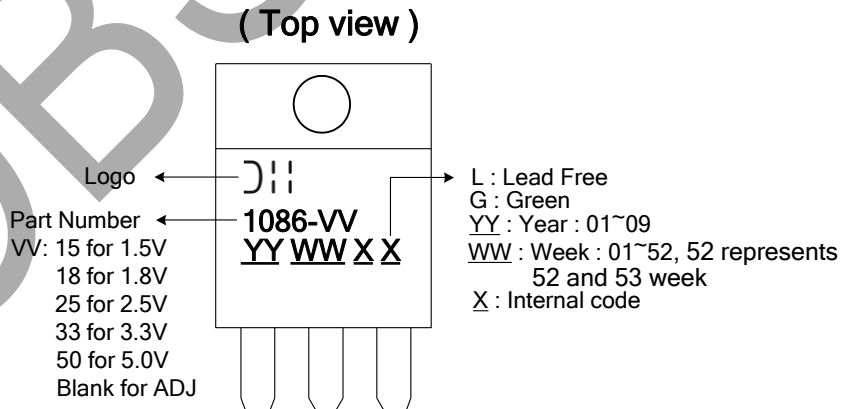 ( Top view )
Logo
Part Number
VV: 15 for 1.5V
18 for 1.8V
25 for 2.5V
33 for 3.3V
50 for 5.0V
Blank for ADJ
1086-VV
YY WW X X
L : Lead Free
G : Green
YY : Year : 01~09
WW : Week : 01~52, 52 represents
52 and 53 week
X : Internal code